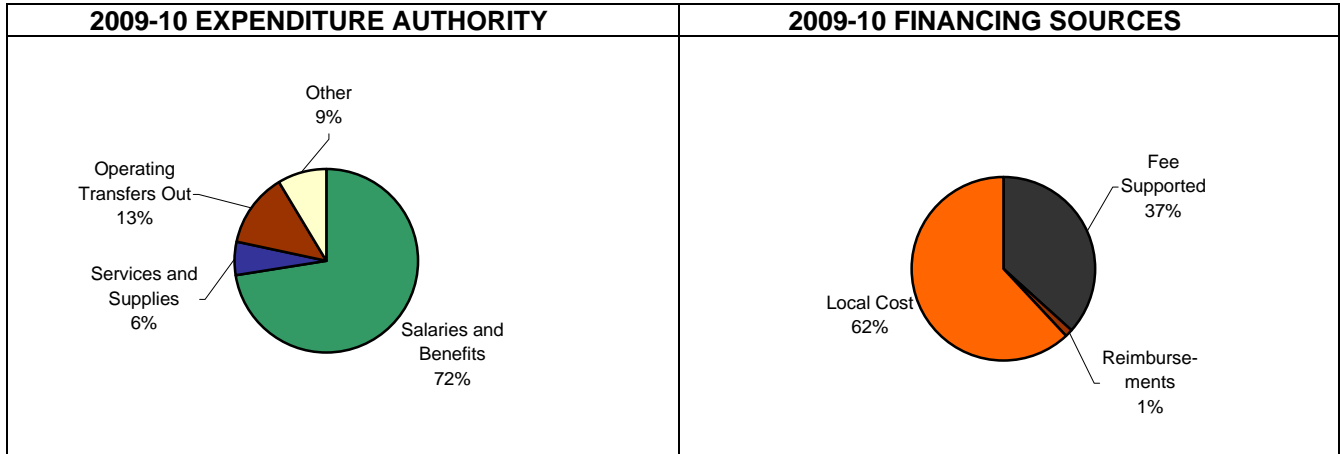 2009-10 EXPENDITURE AUTHORITY
Other
9%
Operating
Transfers Out
13%
Services and
Supplies
6%
Salaries and
Benefits
72%
2009-10 FINANCING SOURCES
Fee
Supported
37%
Local Cost
62%
Reimburse-
ments
1%